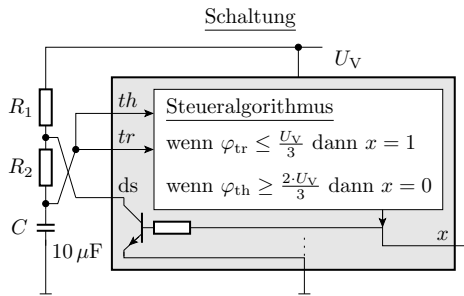 Schaltung
U_V
R_1
th
Steueralgorithmus
tr
wenn φ_tr ≤ U_V/3 dann x = 1
R_2
ds
wenn φ_th ≥ 2·U_V/3 dann x = 0
C
10 μF
x